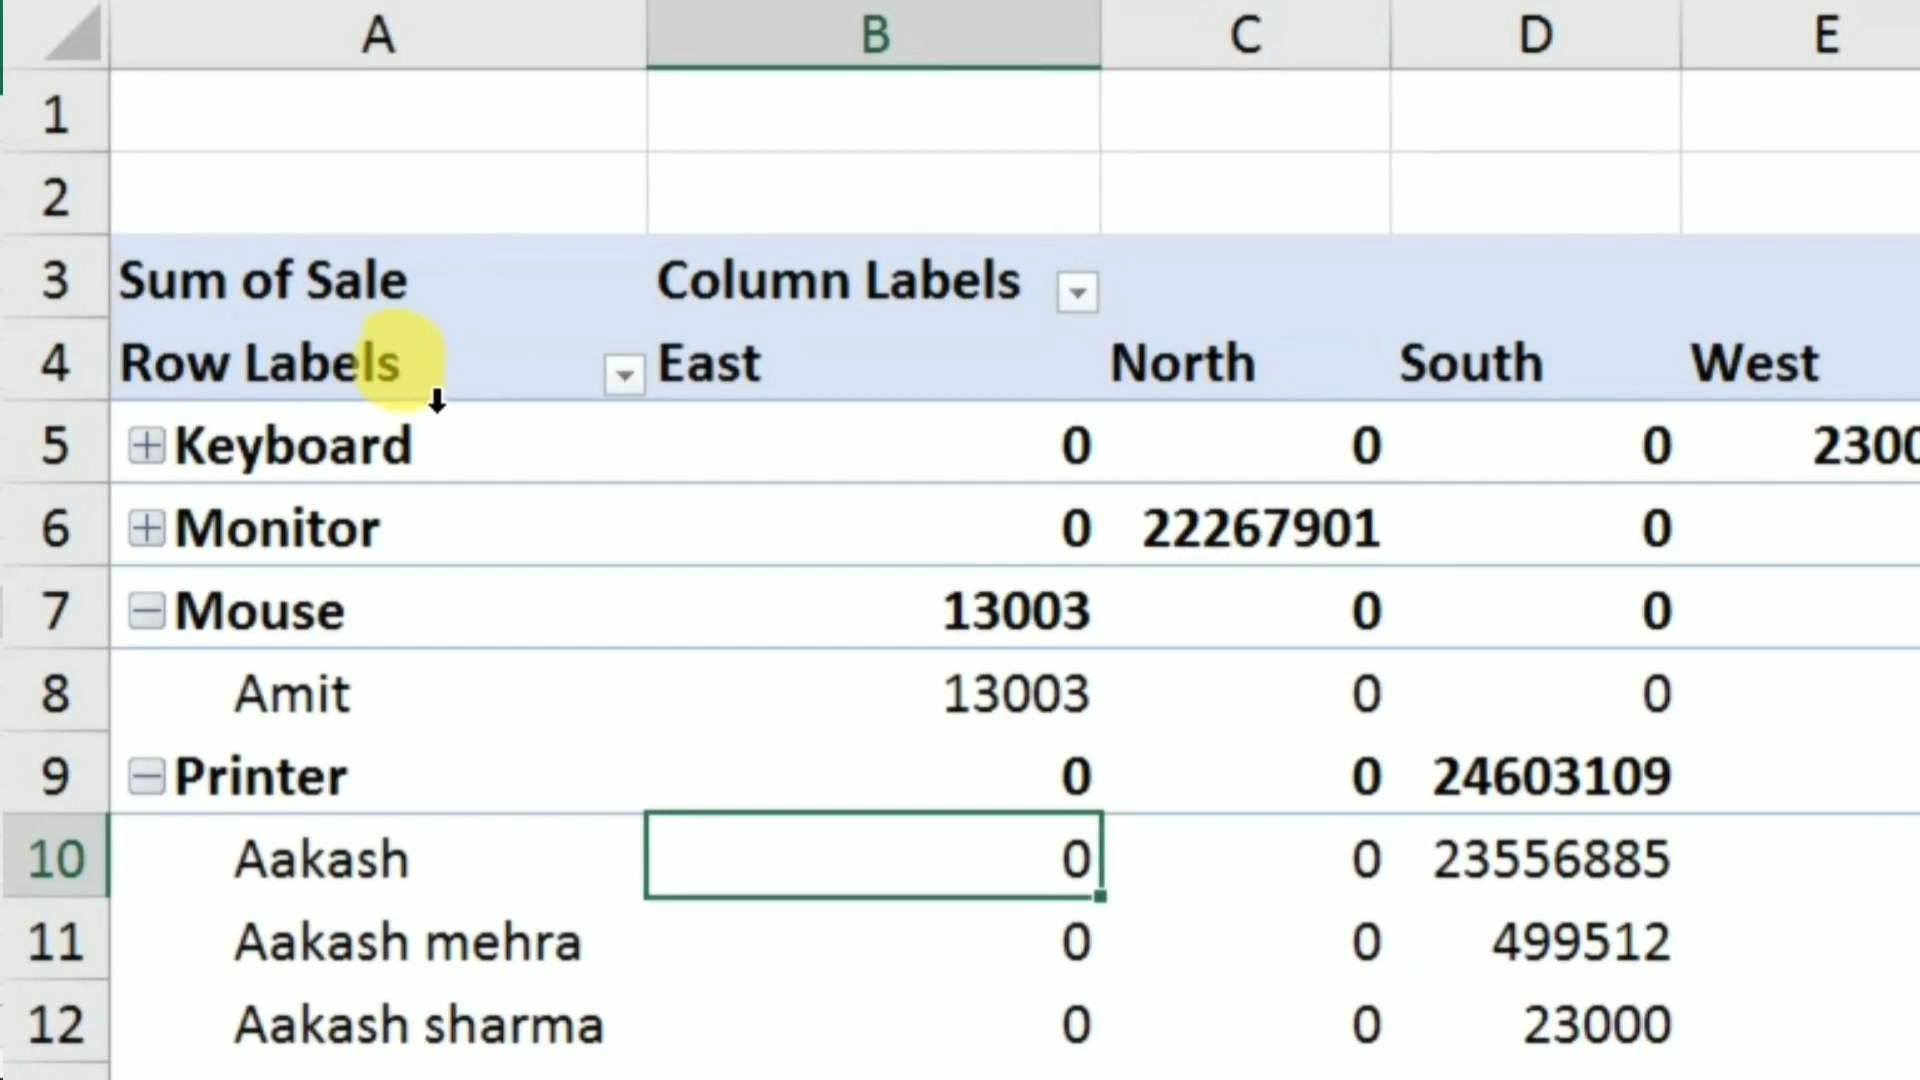 A B C D E
1
2
3 Sum of Sale Column Labels
4 Row Labels East North South West
5 Keyboard 0 0 0
6 Monitor 0 22267901 0
7 Mouse 13003 0 0
8 Amit 13003 0 0
9 Printer 0 0 24603109
10 Aakash 0 0 23556885
11 Aakash mehra 0 0 499512
12 Aakash sharma 0 0 23000